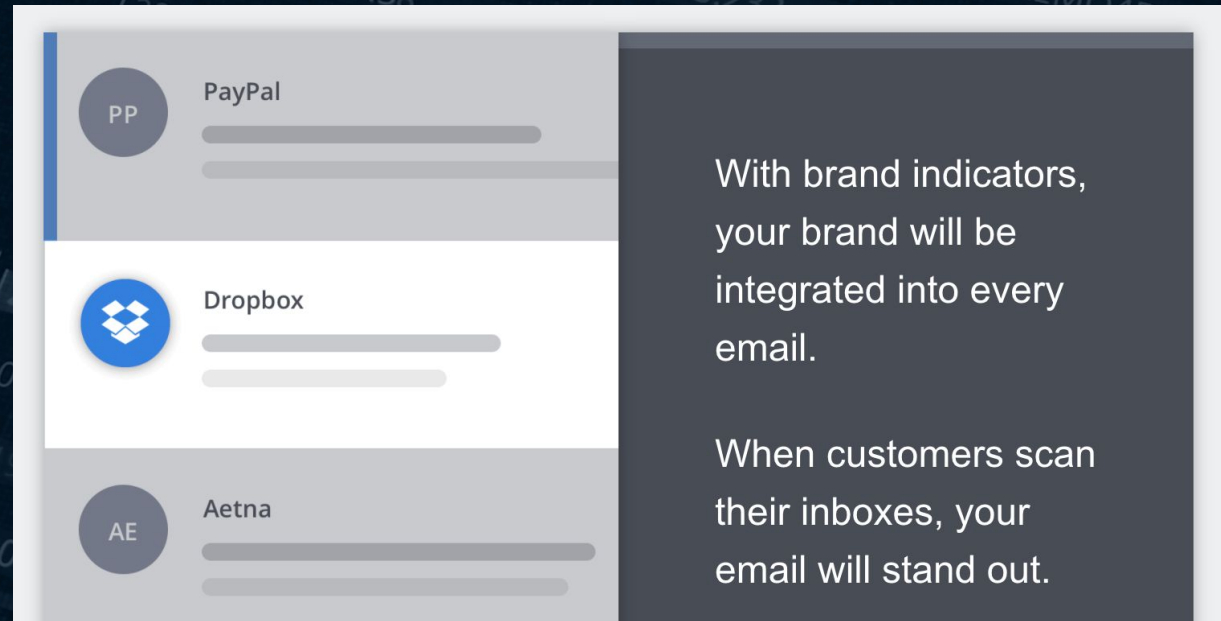 PP
PayPal
Dropbox
AE
Aetna
With brand indicators,
your brand will be
integrated into every
email.
When customers scan
their inboxes, your
email will stand out.